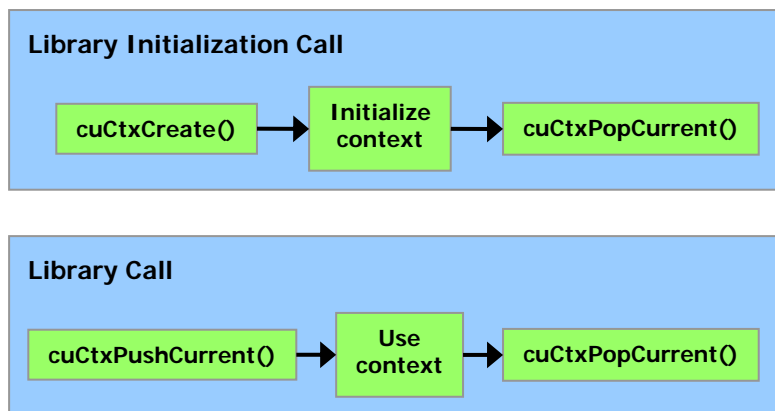 Library Initialization Call
cuCtxCreate()
Initialize
context
cuCtxPopCurrent()
Library Call
cuCtxPushCurrent()
Use
context
cuCtxPopCurrent()